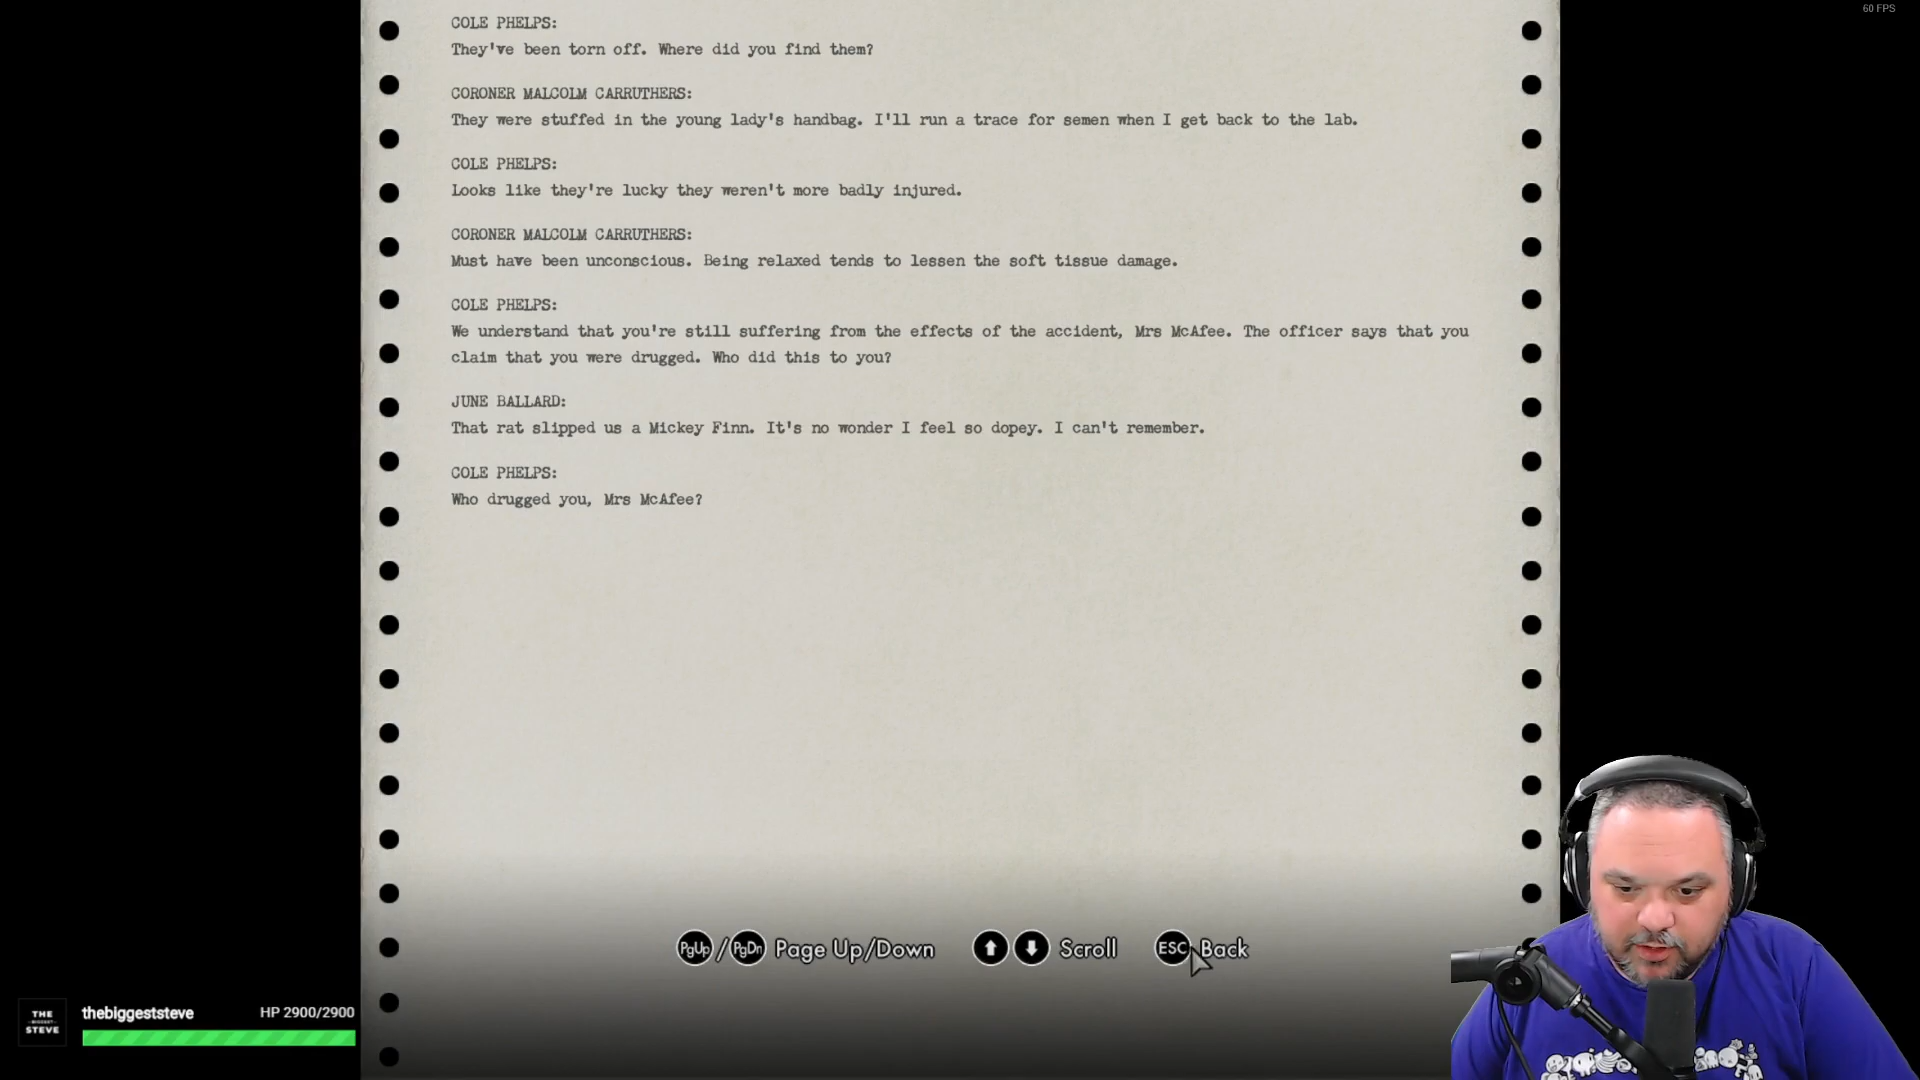 60 FPS
COLE PHELPS:
They've been torn off. Where did you find them?
CORONER MALCOLM CARRUTHERS:
They were stuffed in the young lady's handbag. I'll run a trace for semen when I get back to the lab.
COLE PHELPS:
Looks like they're lucky they weren't more badly injured.
CORONER MALCOLM CARRUTHERS:
Must have been unconscious. Being relaxed tends to lessen the soft tissue damage.
COLE PHELPS:
We understand that you're still suffering from the effects of the accident, Mrs McAfee. The officer says that you
claim that you were drugged. Who did this to you?
JUNE BALLARD:
That rat slipped us a Mickey Finn. It's no wonder I feel so dopey. I can't remember.
COLE PHELPS:
Who drugged you, Mrs McAfee?
PgUp/PgDn Page Up/Down Scroll ESC Back
THE
STEVE
thebiggeststeve HP 2900/2900